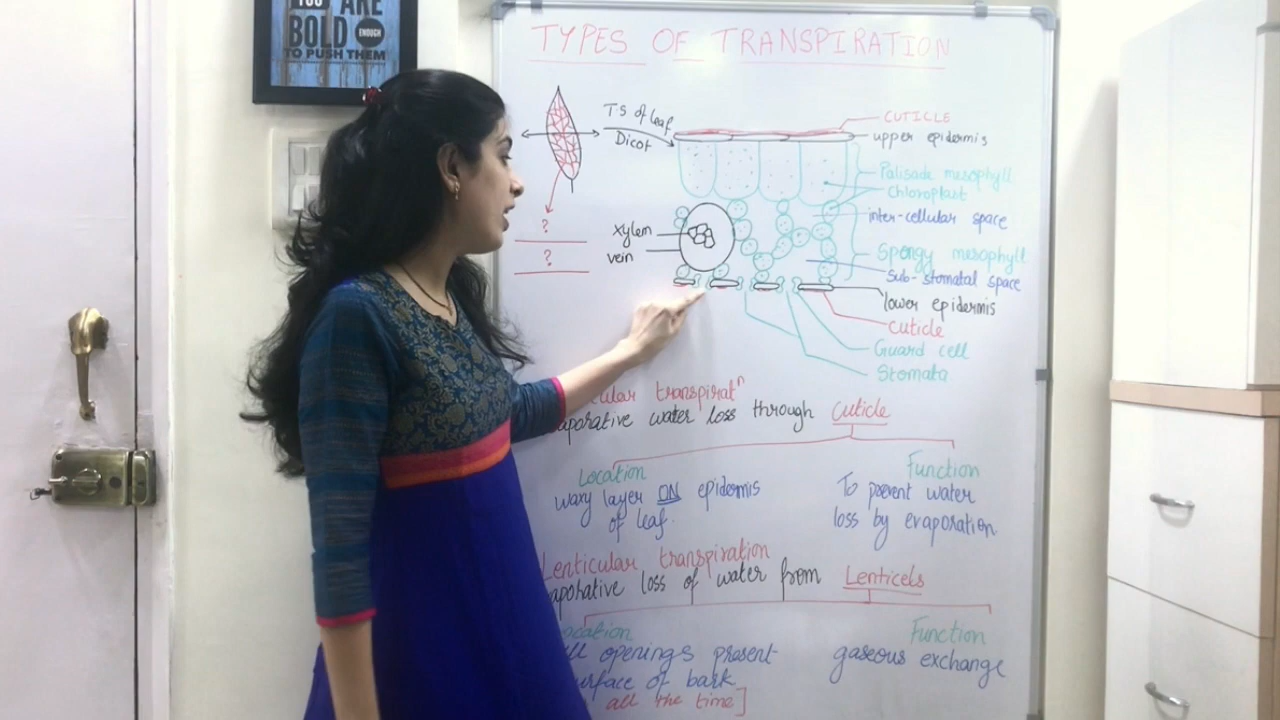 YOU ARE
BOLD ENOUGH
TO PUSH THEM
TYPES OF TRANSPIRATION
TS of leaf
Dicot
CUTICLE
upper epidermis
Palisade mesophyll
chloroplast
inter-cellular space
xylem
vein
Spongy mesophyll
Sub-stomatal space
lower epidermis
cuticle
Guard cell
Stomata
?
?
transpiratⁿ
water loss through cuticle
Location
Function
waxy layer ON epidermis
of leaf.
To prevent water
loss by evaporation.
Lenticular transpiration
loss of water from Lenticels
Function
openings present
of bark
all the time]
gaseous exchange